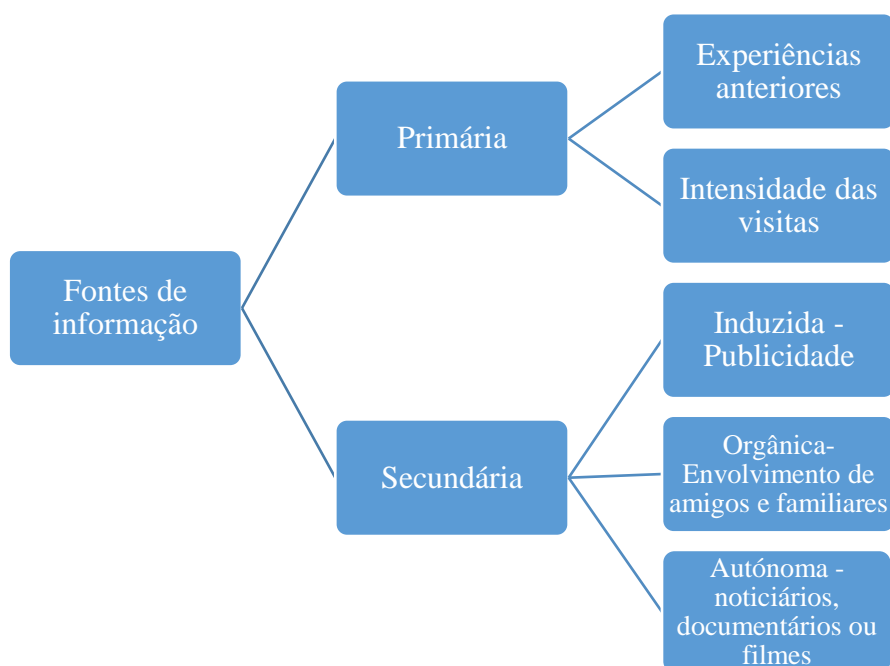 Fontes de
informação
Primária
Experiências
anteriores
Intensidade das
visitas
Secundária
Induzida -
Publicidade
Orgânica-
Envolvimento de
amigos e familiares
Autónoma -
noticiários,
documentários ou
filmes